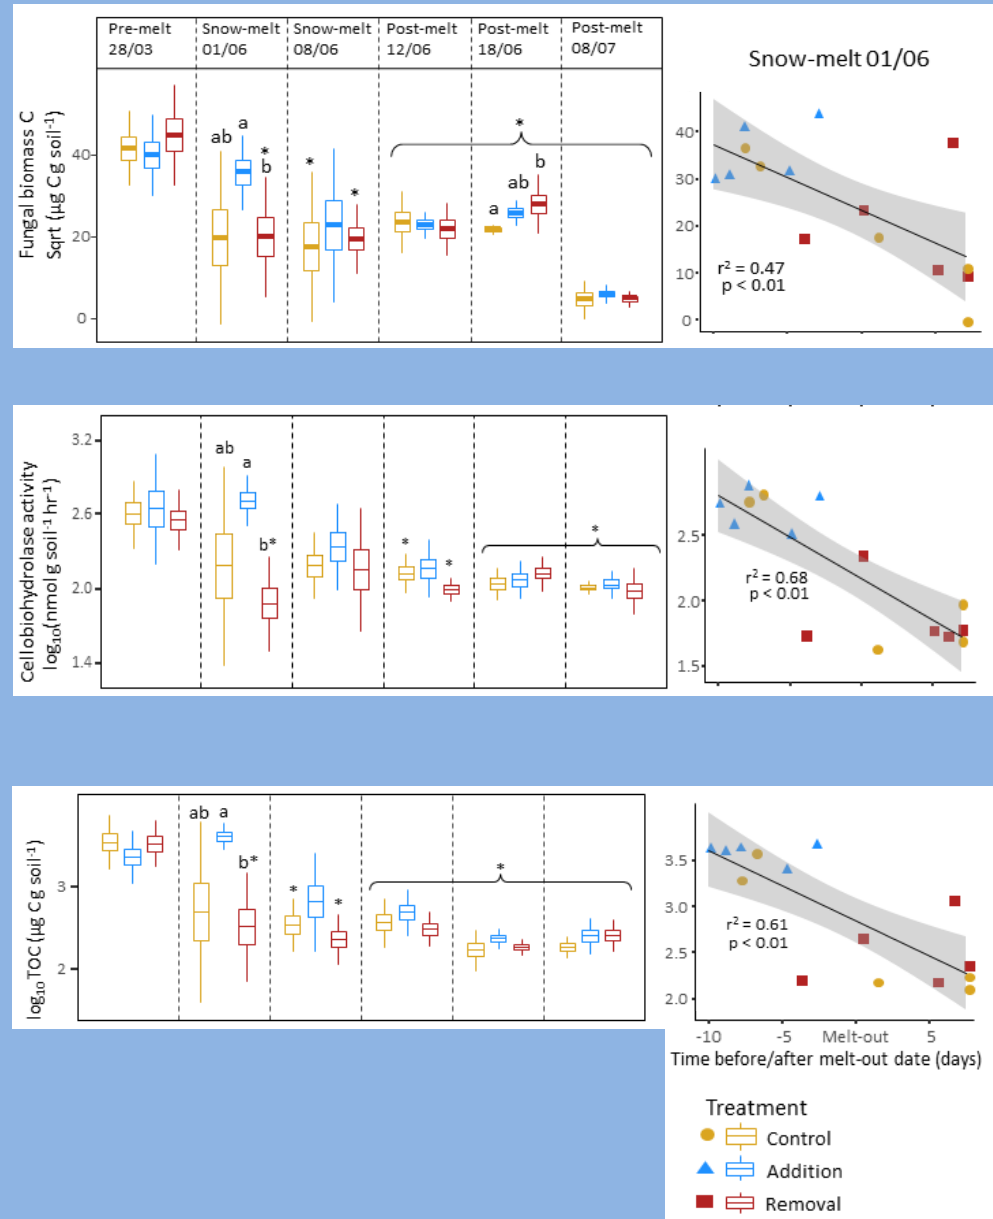 Pre-melt
28/03
Snow-melt
01/06
Snow-melt
08/06
Post-melt
12/06
Post-melt
18/06
Post-melt
08/07
Fungal biomass C
Sqrt (µg C g soil⁻¹)
40
20
0
ab
a
*
b
*
*
*
a
ab
b
Snow-melt 01/06
40
30
20
10
0
r² = 0.47
p < 0.01
Cellobiohydrolase activity
log₁₀(nmol g soil⁻¹ hr⁻¹)
3.2
2.6
2.0
1.4
ab
a
b*
*
*
*
2.5
2.0
1.5
r² = 0.68
p < 0.01
log₁₀ TOC (µg C g soil⁻¹)
3
2
ab
a
b*
*
*
*
3.5
3.0
2.5
2.0
r² = 0.61
p < 0.01
-10
-5
Melt-out
5
Time before/after melt-out date (days)
Treatment
Control
Addition
Removal